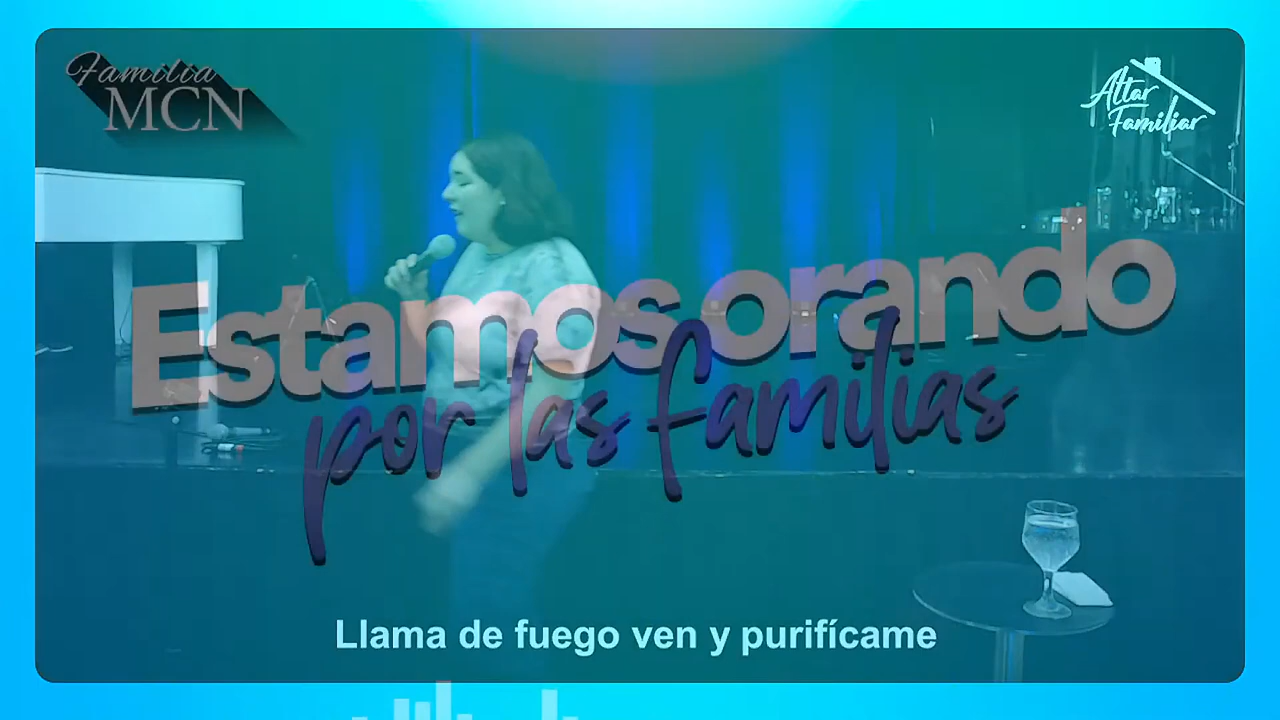 Familia
MCN
Altar
Familiar
Estamos orando
por las familias
Llama de fuego ven y purifícame